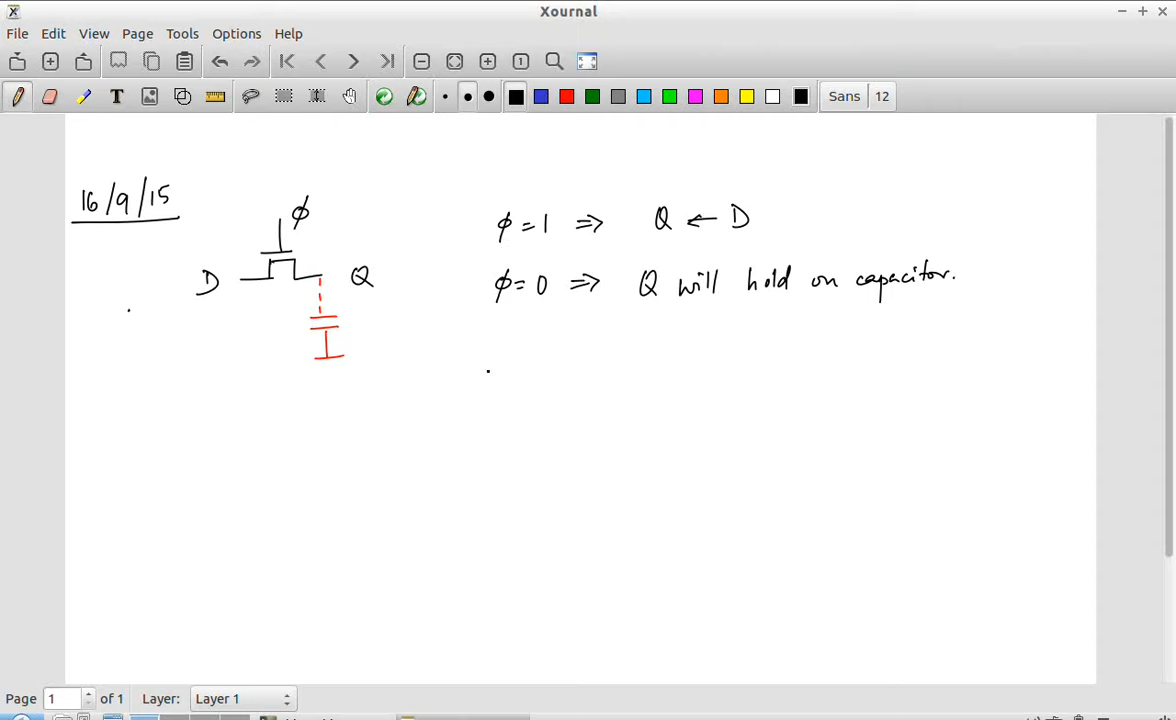 Xournal
File Edit View Page Tools Options Help
Sans 12
16/9/15
ϕ
D Q
ϕ = 1 ⇒ Q ← D
ϕ = 0 ⇒ Q will hold on capacitor.
Page 1 of 1 Layer: Layer 1